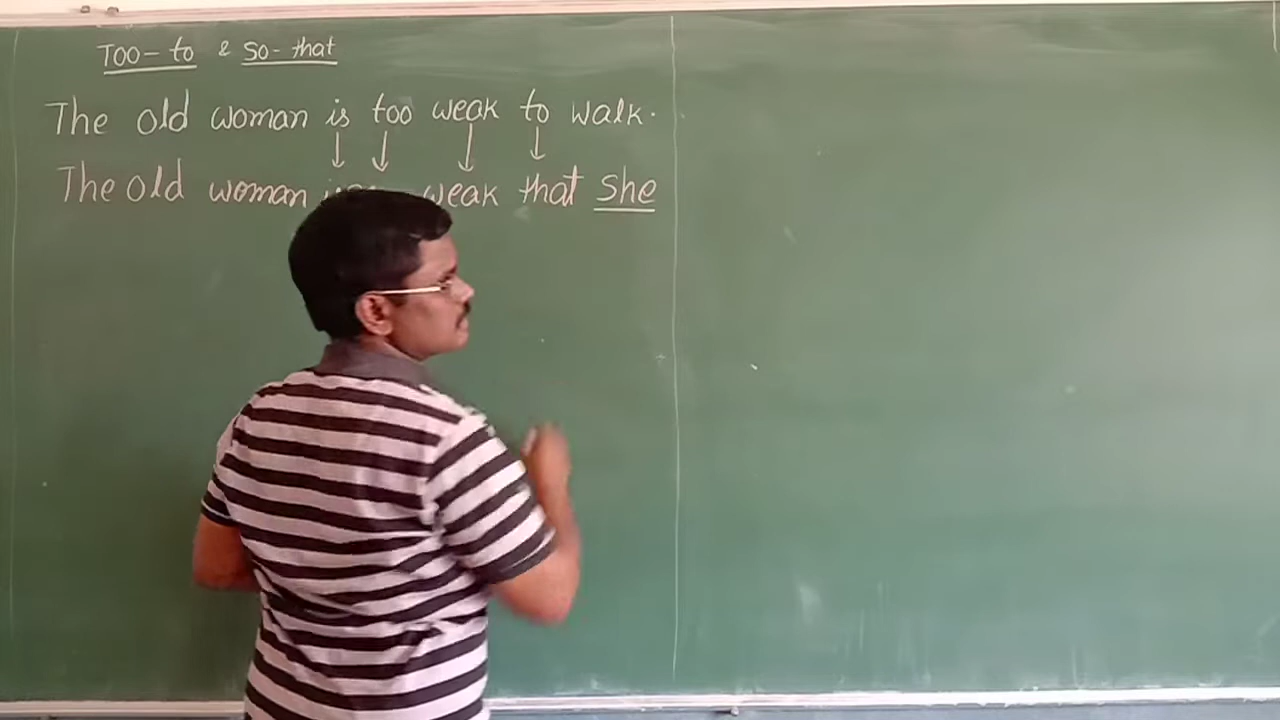 Too- to & So- that
The old woman is too weak to walk.
The old woman weak that She